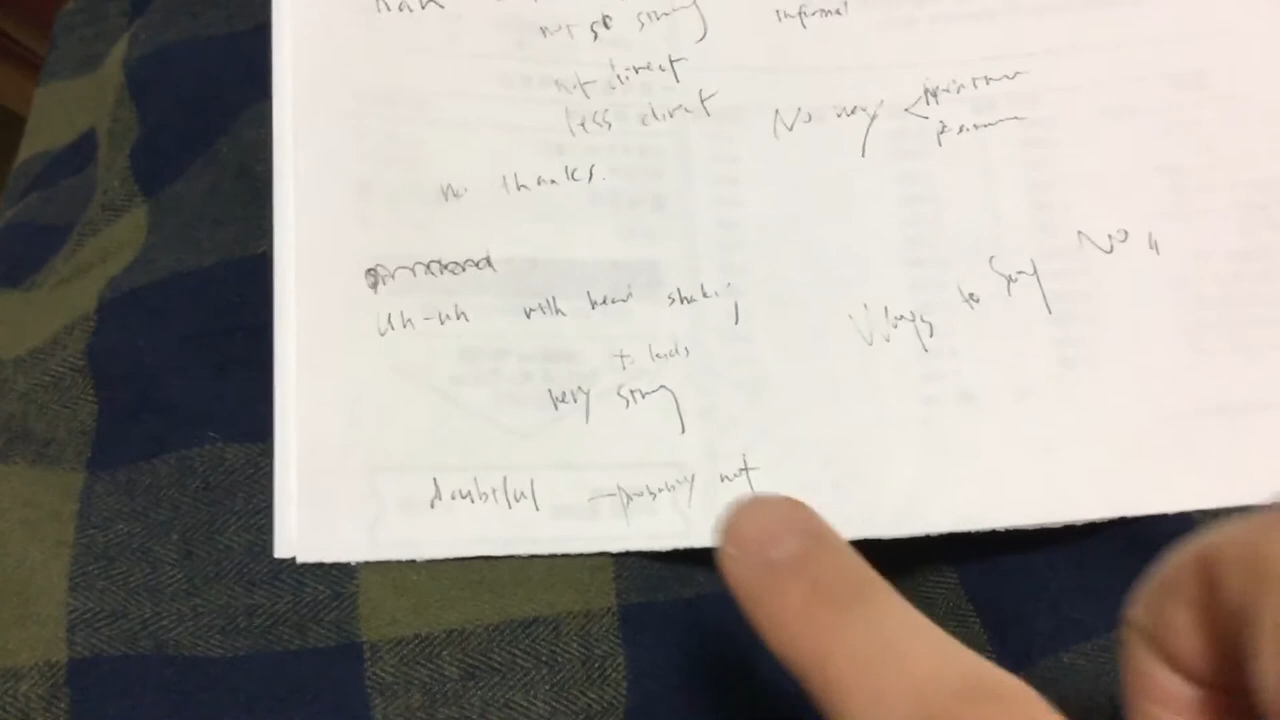 Nah
not so strong informal
not direct
less direct
No way
no thanks.
Uh-uh with head shaking
to kids
very strong
Ways to say No
doubtful — probably not